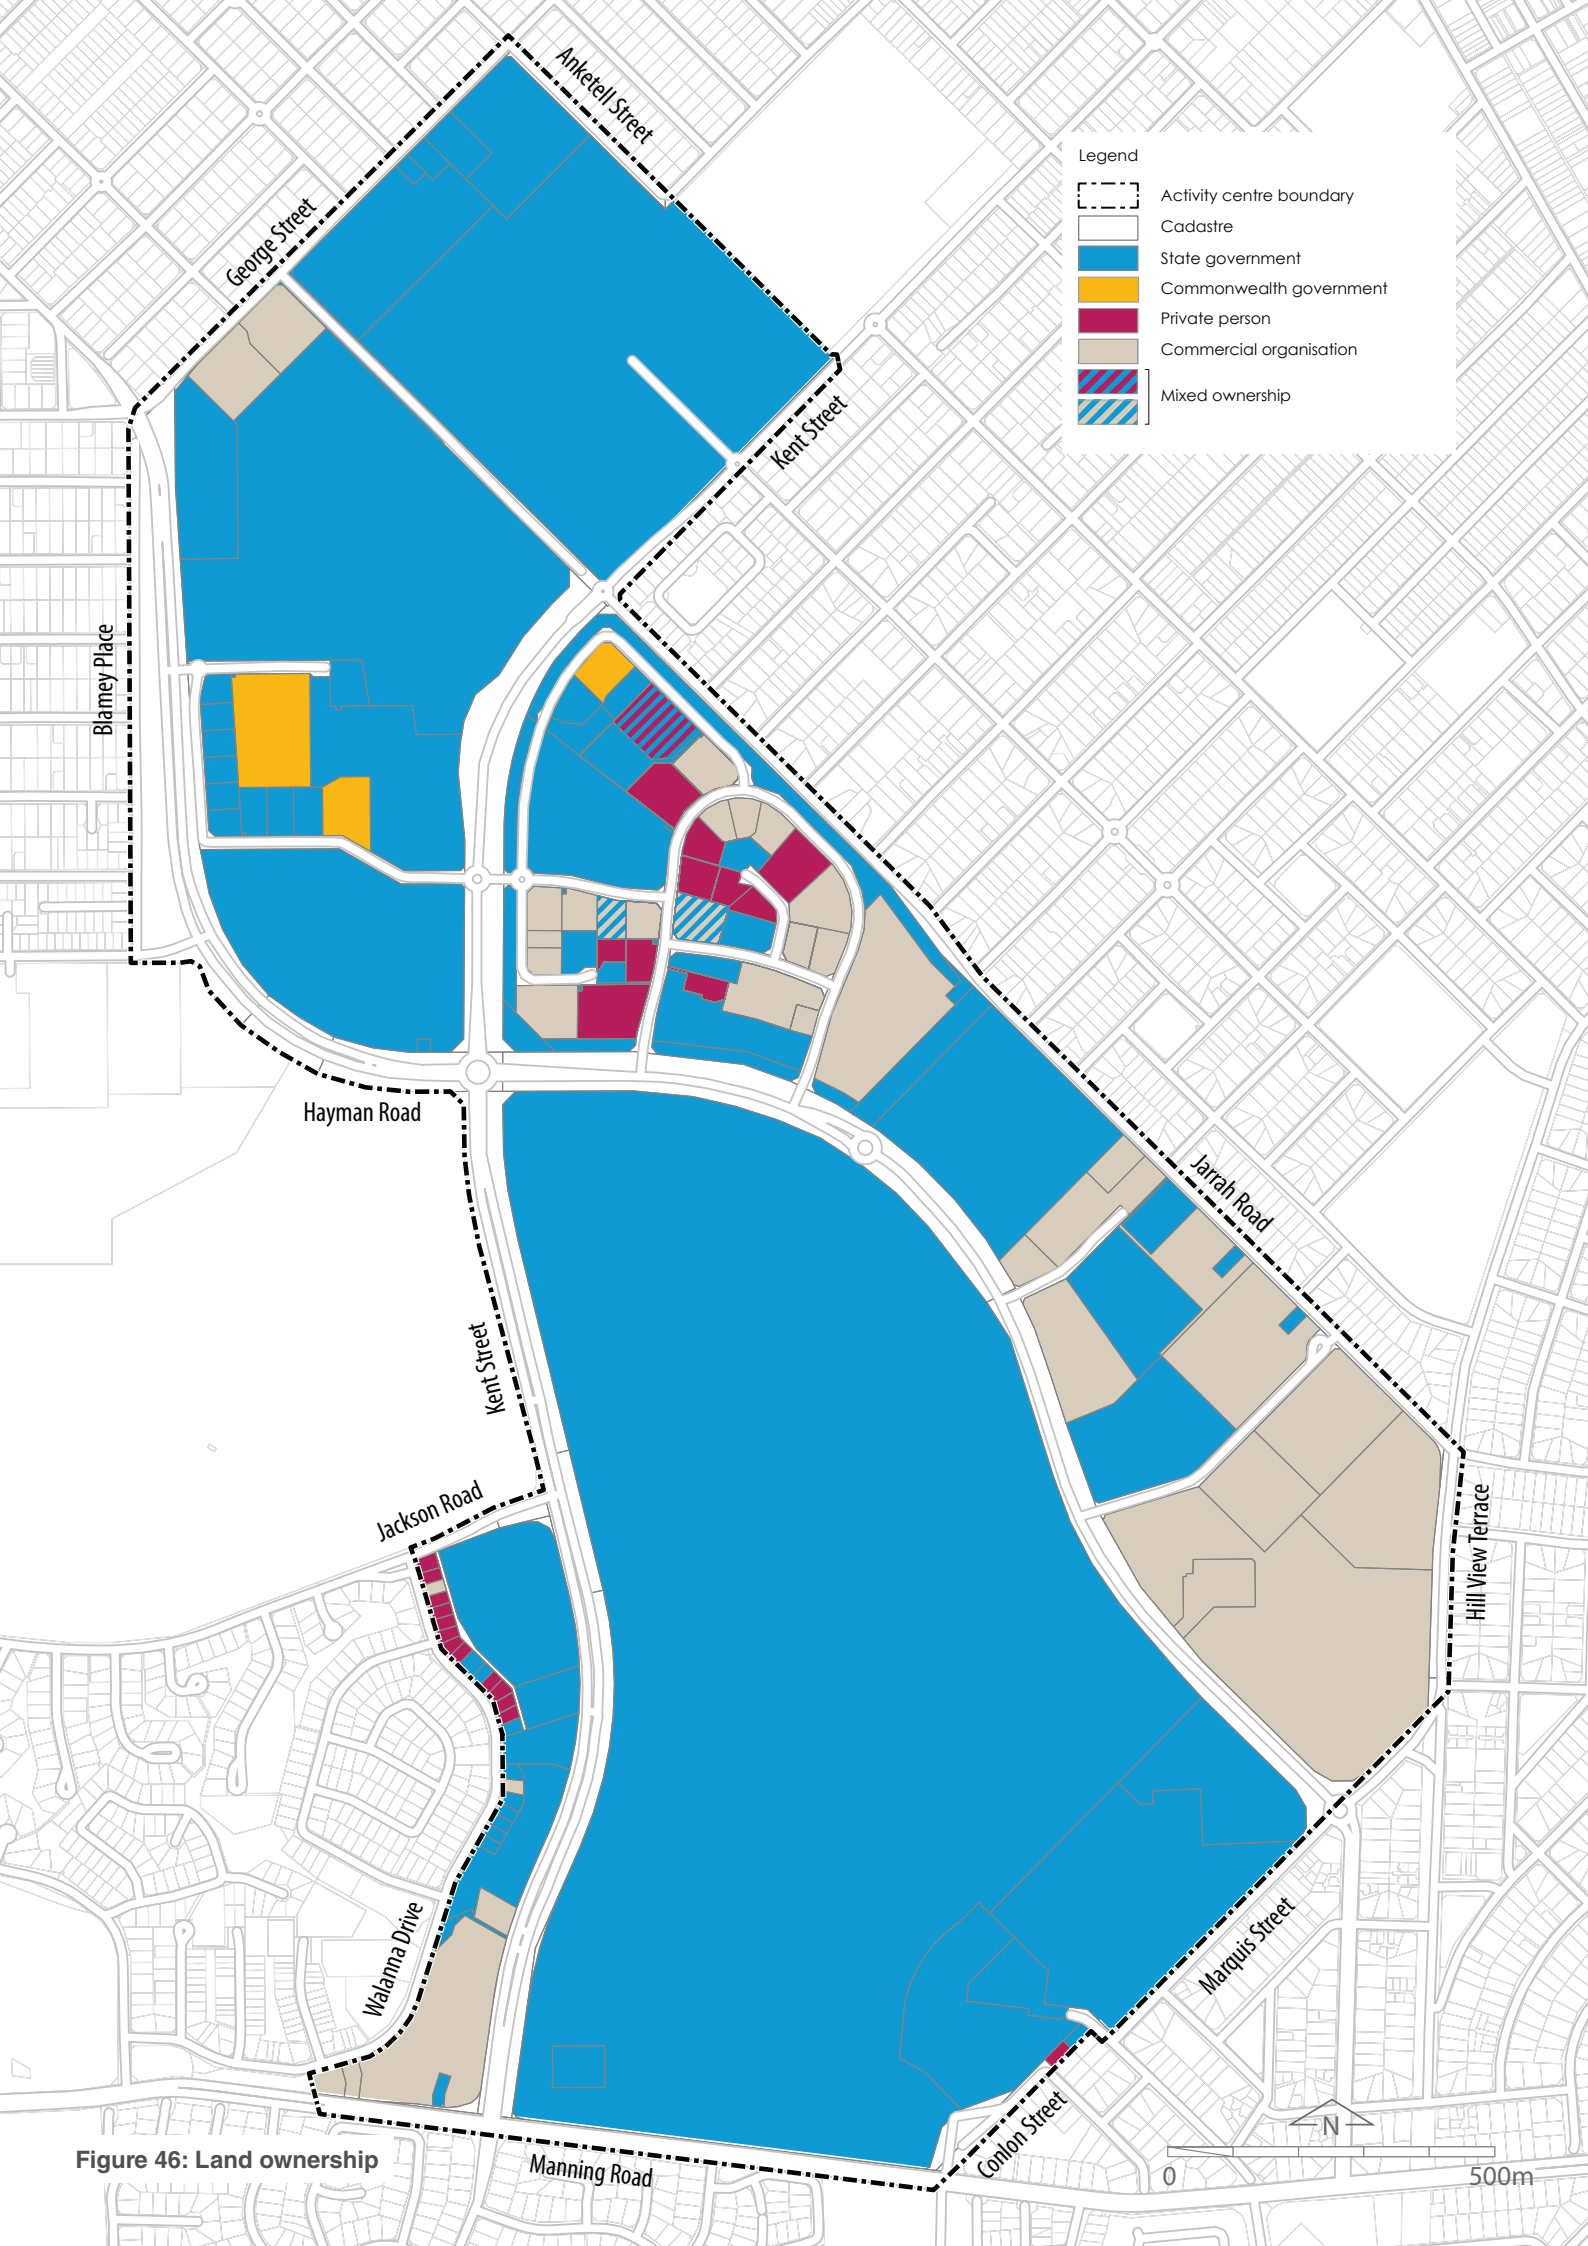 Anketell Street
George Street
Legend
Activity centre boundary
Cadastre
State government
Commonwealth government
Private person
Commercial organisation
Mixed ownership
Kent Street
Blamey Place
Hayman Road
Jarrah Road
Kent Street
Jackson Road
Hill View Terrace
Walanna Drive
Marquis Street
Conlon Street
Manning Road
N
0 500m
Figure 46: Land ownership